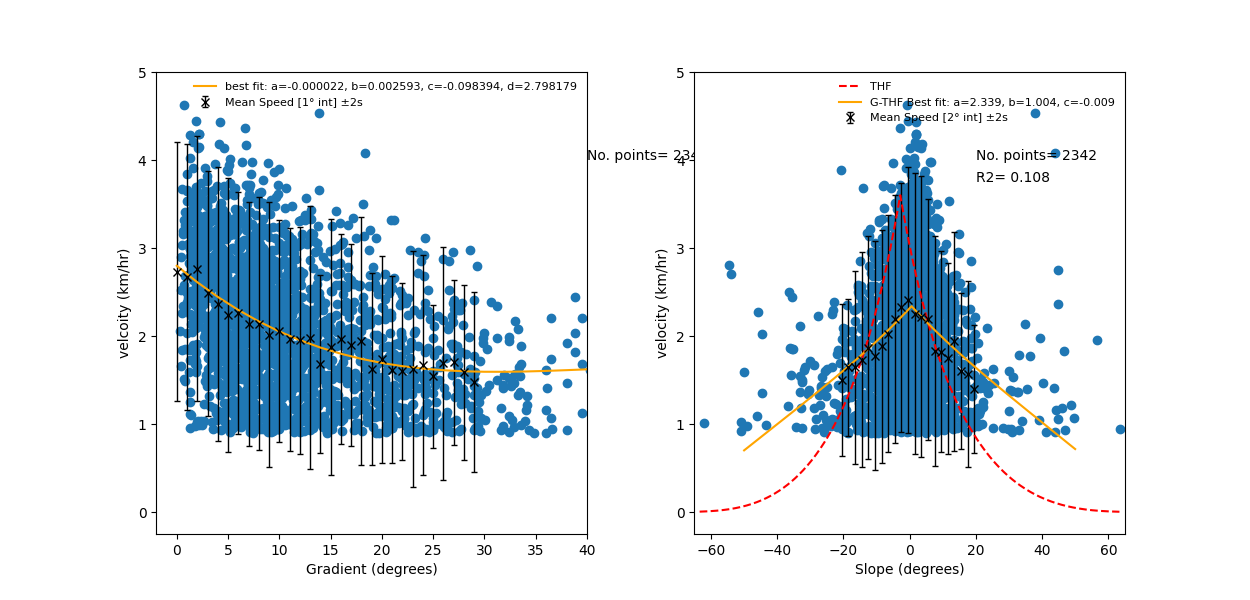 5
4
3
2
1
0
velcoity (km/hr)
best fit: a=-0.000022, b=0.002593, c=-0.098394, d=2.798179
Mean Speed [1° int] ±2s
0
5
10
15
20
25
30
35
40
Gradient (degrees)
No. points= 234
5
4
3
2
1
0
velocity (km/hr)
THF
G-THF Best fit: a=2.339, b=1.004, c=-0.009
Mean Speed [2° int] ±2s
No. points= 2342
R2= 0.108
−60
−40
−20
0
20
40
60
Slope (degrees)